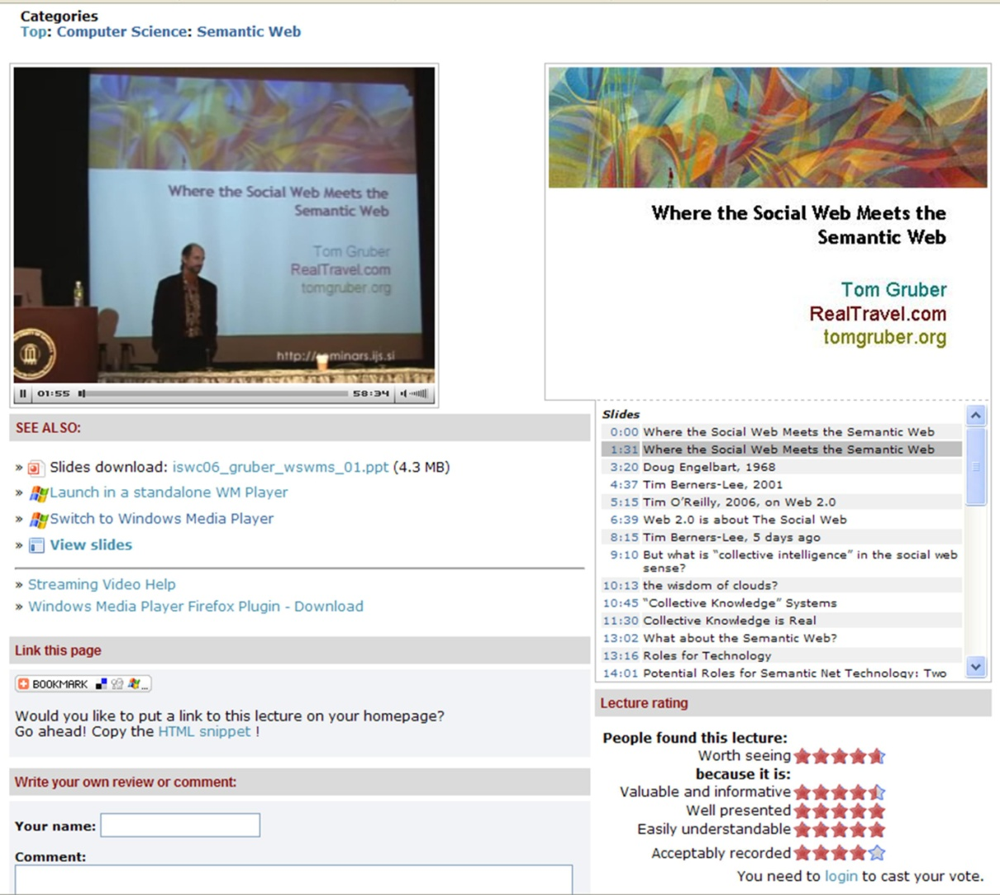 Categories
Top: Computer Science: Semantic Web
Where the Social Web Meets the
Semantic Web
Tom Gruber
RealTravel.com
tomgruber.org
http://seminars.ijs.si
01:55
58:34
Where the Social Web Meets the
Semantic Web
Tom Gruber
RealTravel.com
tomgruber.org
SEE ALSO:
» Slides download: iswc06_gruber_wswms_01.ppt (4.3 MB)
» Launch in a standalone WM Player
» Switch to Windows Media Player
» View slides
» Streaming Video Help
» Windows Media Player Firefox Plugin - Download
Link this page
BOOKMARK ...
Would you like to put a link to this lecture on your homepage?
Go ahead! Copy the HTML snippet !
Write your own review or comment:
Your name:
Comment:
Slides
0:00 Where the Social Web Meets the Semantic Web
1:31 Where the Social Web Meets the Semantic Web
3:20 Doug Engelbart, 1968
4:37 Tim Berners-Lee, 2001
5:15 Tim O’Reilly, 2006, on Web 2.0
6:39 Web 2.0 is about The Social Web
8:15 Tim Berners-Lee, 5 days ago
9:10 But what is “collective intelligence” in the social web
sense?
10:13 the wisdom of clouds?
10:45 “Collective Knowledge” Systems
11:30 Collective Knowledge is Real
13:02 What about the Semantic Web?
13:16 Roles for Technology
14:01 Potential Roles for Semantic Net Technology: Two
Lecture rating
People found this lecture:
Worth seeing
because it is:
Valuable and informative
Well presented
Easily understandable
Acceptably recorded
You need to login to cast your vote.